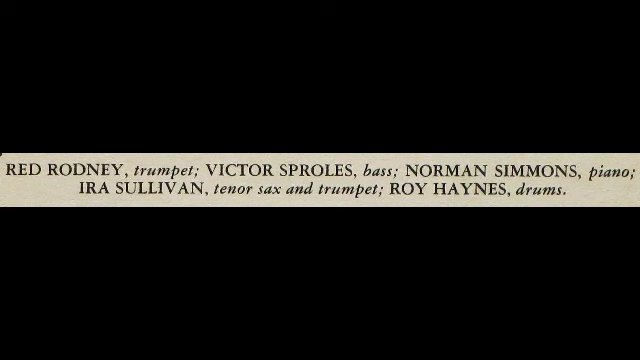 RED RODNEY, trumpet; VICTOR SPROLES, bass; NORMAN SIMMONS, piano;
IRA SULLIVAN, tenor sax and trumpet; ROY HAYNES, drums.